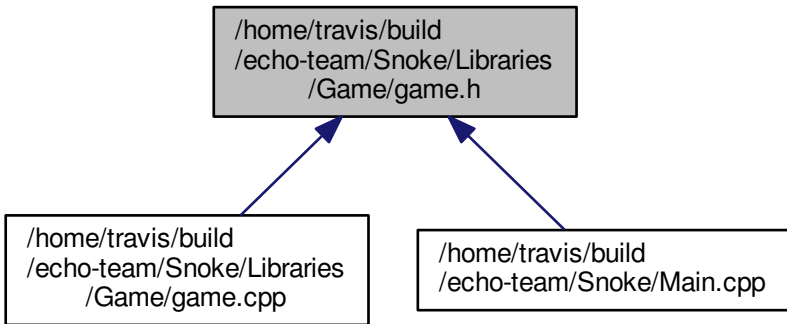 /home/travis/build
/echo-team/Snoke/Libraries
/Game/game.h
/home/travis/build
/echo-team/Snoke/Libraries
/Game/game.cpp
/home/travis/build
/echo-team/Snoke/Main.cpp